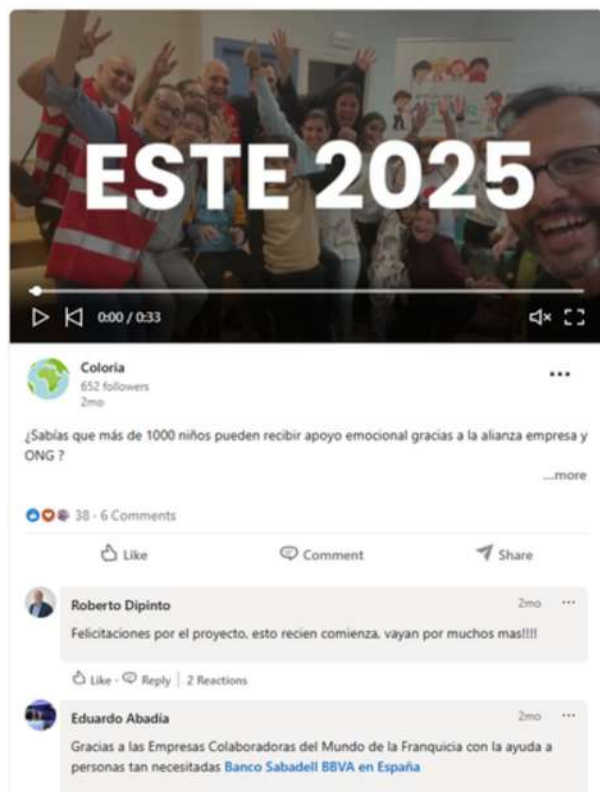 ESTE 2025
0:00 / 0:33
Coloria
652 followers
2mo
¿Sabías que más de 1000 niños pueden recibir apoyo emocional gracias a la alianza empresa y
ONG ?
...more
38 · 6 Comments
Like
Comment
Share
Roberto Dipinto
2mo
Felicitaciones por el proyecto, esto recien comienza, vayan por muchos mas!!!!
Like · Reply | 2 Reactions
Eduardo Abadía
2mo
Gracias a las Empresas Colaboradoras del Mundo de la Franquicia con la ayuda a
personas tan necesitadas Banco Sabadell BBVA en España